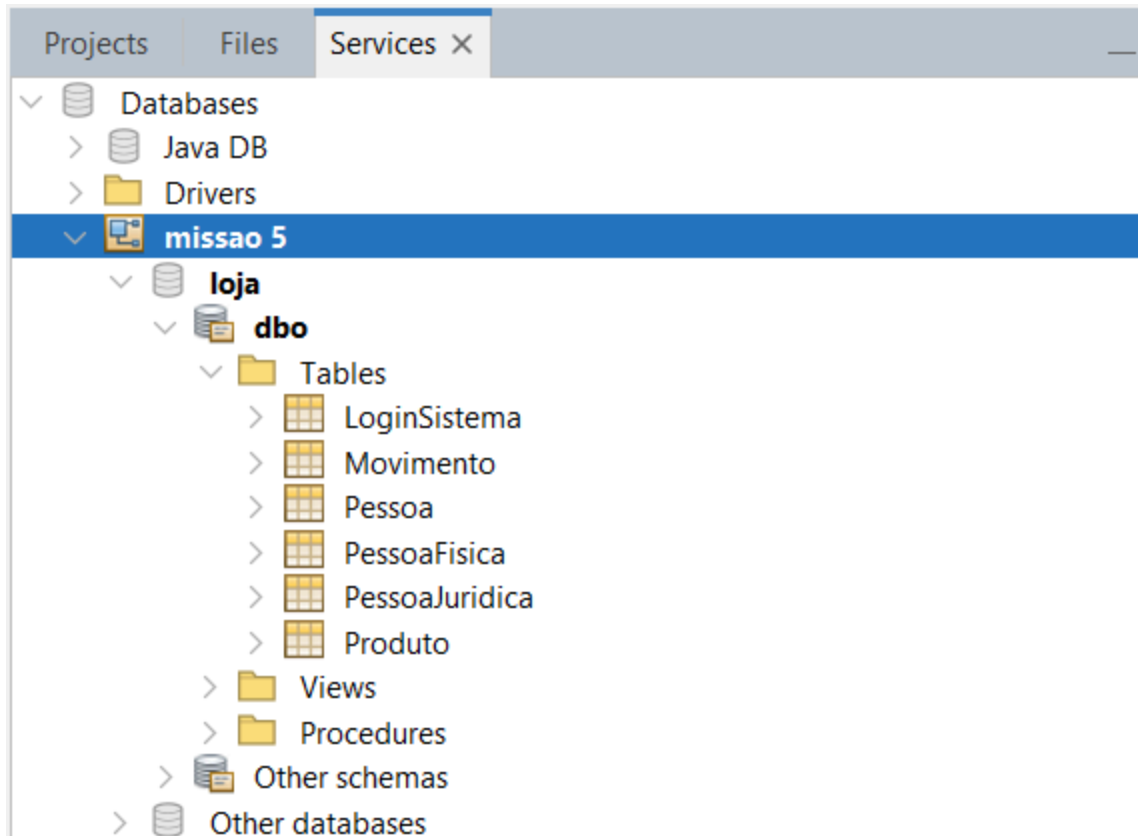 Projects Files Services
Databases
Java DB
Drivers
missao 5
loja
dbo
Tables
LoginSistema
Movimento
Pessoa
PessoaFisica
PessoaJuridica
Produto
Views
Procedures
Other schemas
Other databases